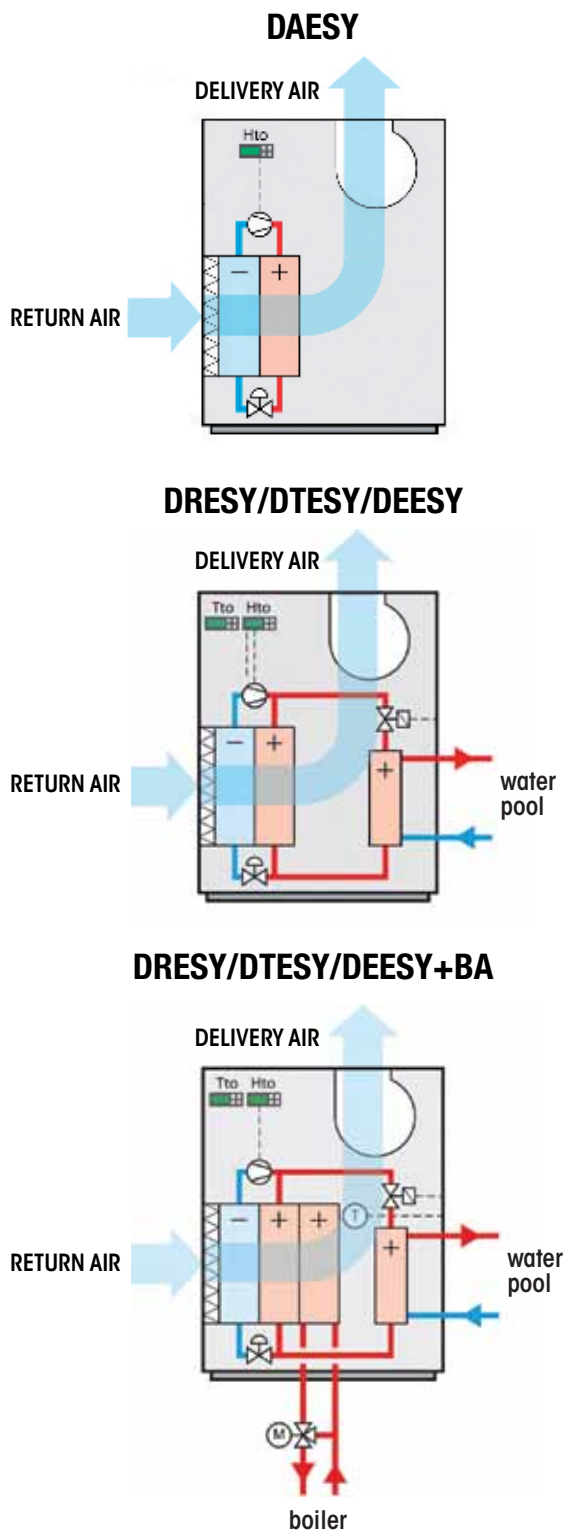 DAESY
DELIVERY AIR
Hto
− +
RETURN AIR
DRESY/DTESY/DEESY
DELIVERY AIR
Tto Hto
− +
+
RETURN AIR
water
pool
DRESY/DTESY/DEESY+BA
DELIVERY AIR
Tto Hto
− + +
T
+
RETURN AIR
water
pool
M
boiler